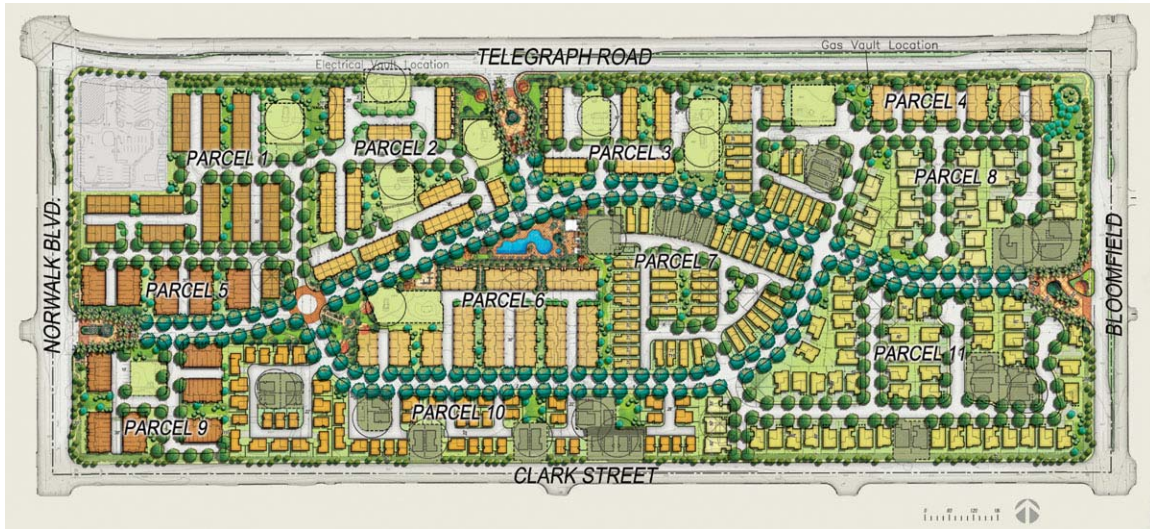 TELEGRAPH ROAD
Gas Vault Location
Electrical Vault Location
PARCEL 4
PARCEL 1
PARCEL 2
PARCEL 3
PARCEL 8
NORWALK BLVD.
BLOOMFIELD
PARCEL 7
PARCEL 5
PARCEL 6
PARCEL 11
PARCEL 10
PARCEL 9
CLARK STREET